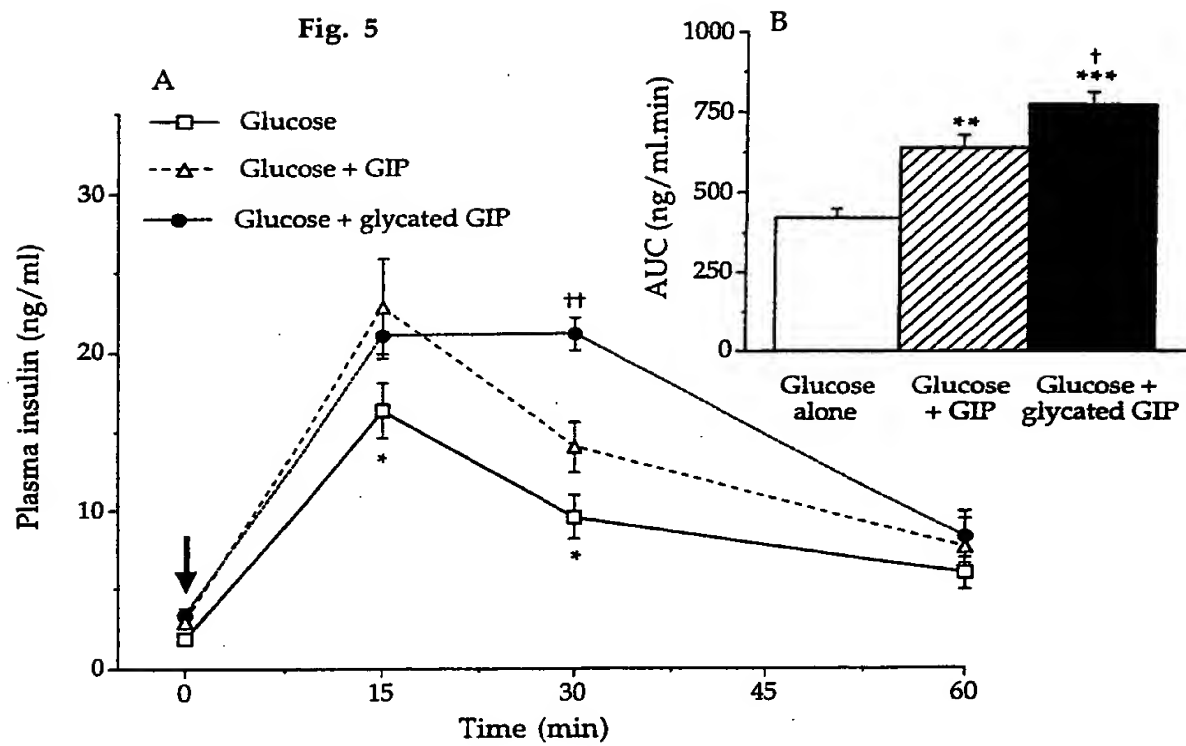 Fig. 5
A
Glucose
Glucose + GIP
Glucose + glycated GIP
Plasma insulin (ng/ml)
30
20
10
0
††
*
*
0
15
30
45
60
Time (min)
B
AUC (ng/ml.min)
1000
750
500
250
0
**
†
***
Glucose
alone
Glucose
+ GIP
Glucose +
glycated GIP